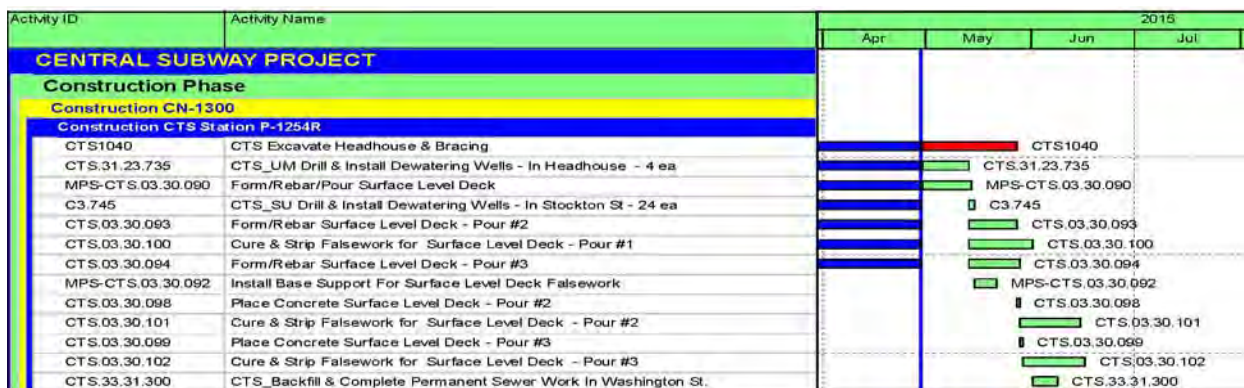 Activity ID Activity Name 2015
Apr May Jun Jul
CENTRAL SUBWAY PROJECT
Construction Phase
Construction CN-1300
Construction CTS Station P-1254R
CTS1040 CTS Excavate Headhouse & Bracing CTS1040
CTS.31.23.735 CTS_UM Drill & Install Dewatering Wells - In Headhouse - 4 ea CTS.31.23.735
MPS-CTS.03.30.090 Form/Rebar/Pour Surface Level Deck MPS-CTS.03.30.090
C3.745 CTS_SU Drill & Install Dewatering Wells - In Stockton St - 24 ea C3.745
CTS.03.30.093 Form/Rebar Surface Level Deck - Pour #2 CTS.03.30.093
CTS.03.30.100 Cure & Strip Falsework for Surface Level Deck - Pour #1 CTS.03.30.100
CTS.03.30.094 Form/Rebar Surface Level Deck - Pour #3 CTS.03.30.094
MPS-CTS.03.30.092 Install Base Support For Surface Level Deck Falsework MPS-CTS.03.30.092
CTS.03.30.098 Place Concrete Surface Level Deck - Pour #2 CTS.03.30.098
CTS.03.30.101 Cure & Strip Falsework for Surface Level Deck - Pour #2 CTS.03.30.101
CTS.03.30.099 Place Concrete Surface Level Deck - Pour #3 CTS.03.30.099
CTS.03.30.102 Cure & Strip Falsework for Surface Level Deck - Pour #3 CTS.03.30.102
CTS.33.31.300 CTS_Backfill & Complete Permanent Sewer Work In Washington St. CTS.33.31.300